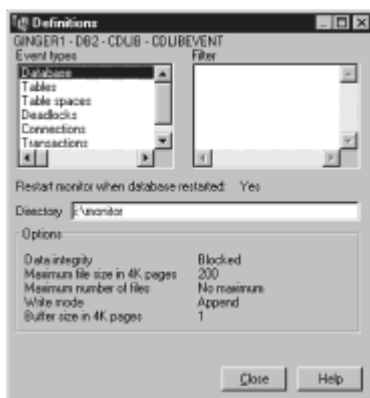 Definitions
GINGER1 - DB2 - CDLIB - CDLIBEVENT
Event types Filter
Database
Tables
Table spaces
Deadlocks
Connections
Transactions
Restart monitor when database restarted: Yes
Directory c:\monitor
Options
Data integrity Blocked
Maximum file size in 4K pages 200
Maximum number of files No maximum
Write mode Append
Buffer size in 4K pages 1
Close Help